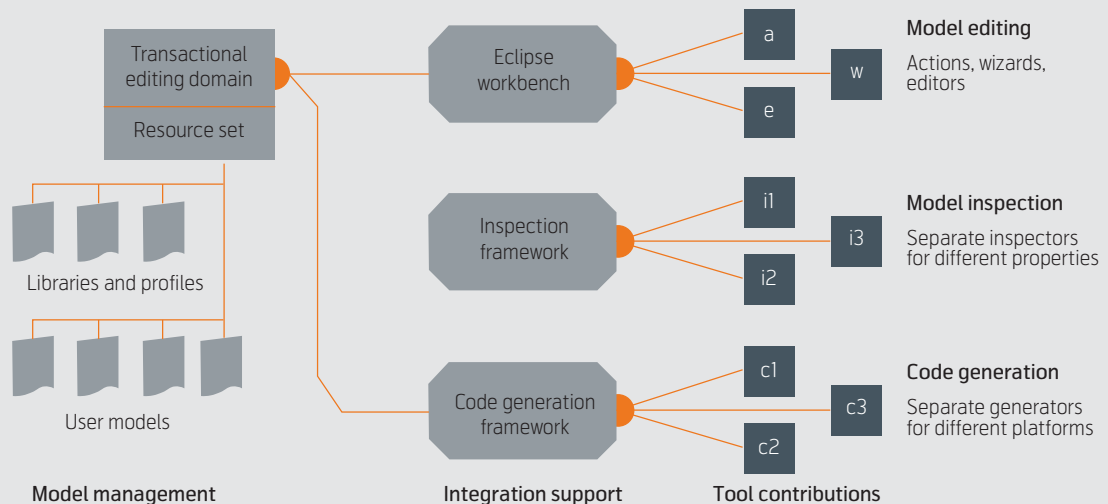 Transactional
editing domain
Resource set
Libraries and profiles
User models
Model management
Eclipse
workbench
Inspection
framework
Code generation
framework
Integration support
a
w
e
i1
i3
i2
c1
c3
c2
Tool contributions
Model editing
Actions, wizards,
editors
Model inspection
Separate inspectors
for different properties
Code generation
Separate generators
for different platforms